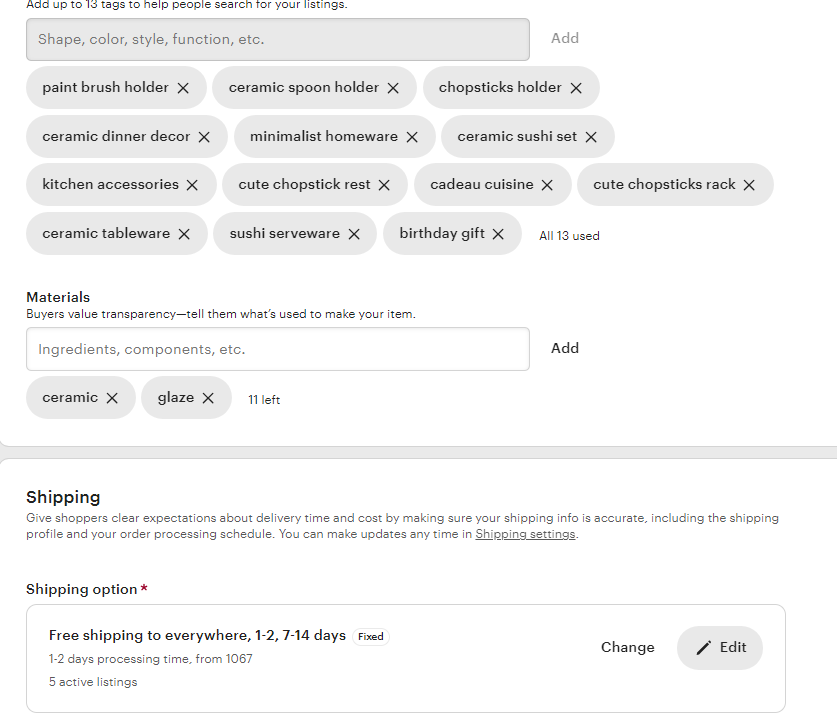 Add up to 13 tags to help people search for your listings.
Shape, color, style, function, etc. Add
paint brush holder ceramic spoon holder chopsticks holder
ceramic dinner decor minimalist homeware ceramic sushi set
kitchen accessories cute chopstick rest cadeau cuisine cute chopsticks rack
ceramic tableware sushi serveware birthday gift All 13 used
Materials
Buyers value transparency—tell them what's used to make your item.
Ingredients, components, etc. Add
ceramic glaze 11 left
Shipping
Give shoppers clear expectations about delivery time and cost by making sure your shipping info is accurate, including the shipping
profile and your order processing schedule. You can make updates any time in Shipping settings.
Shipping option *
Free shipping to everywhere, 1-2, 7-14 days Fixed
Change Edit
1-2 days processing time, from 1067
5 active listings